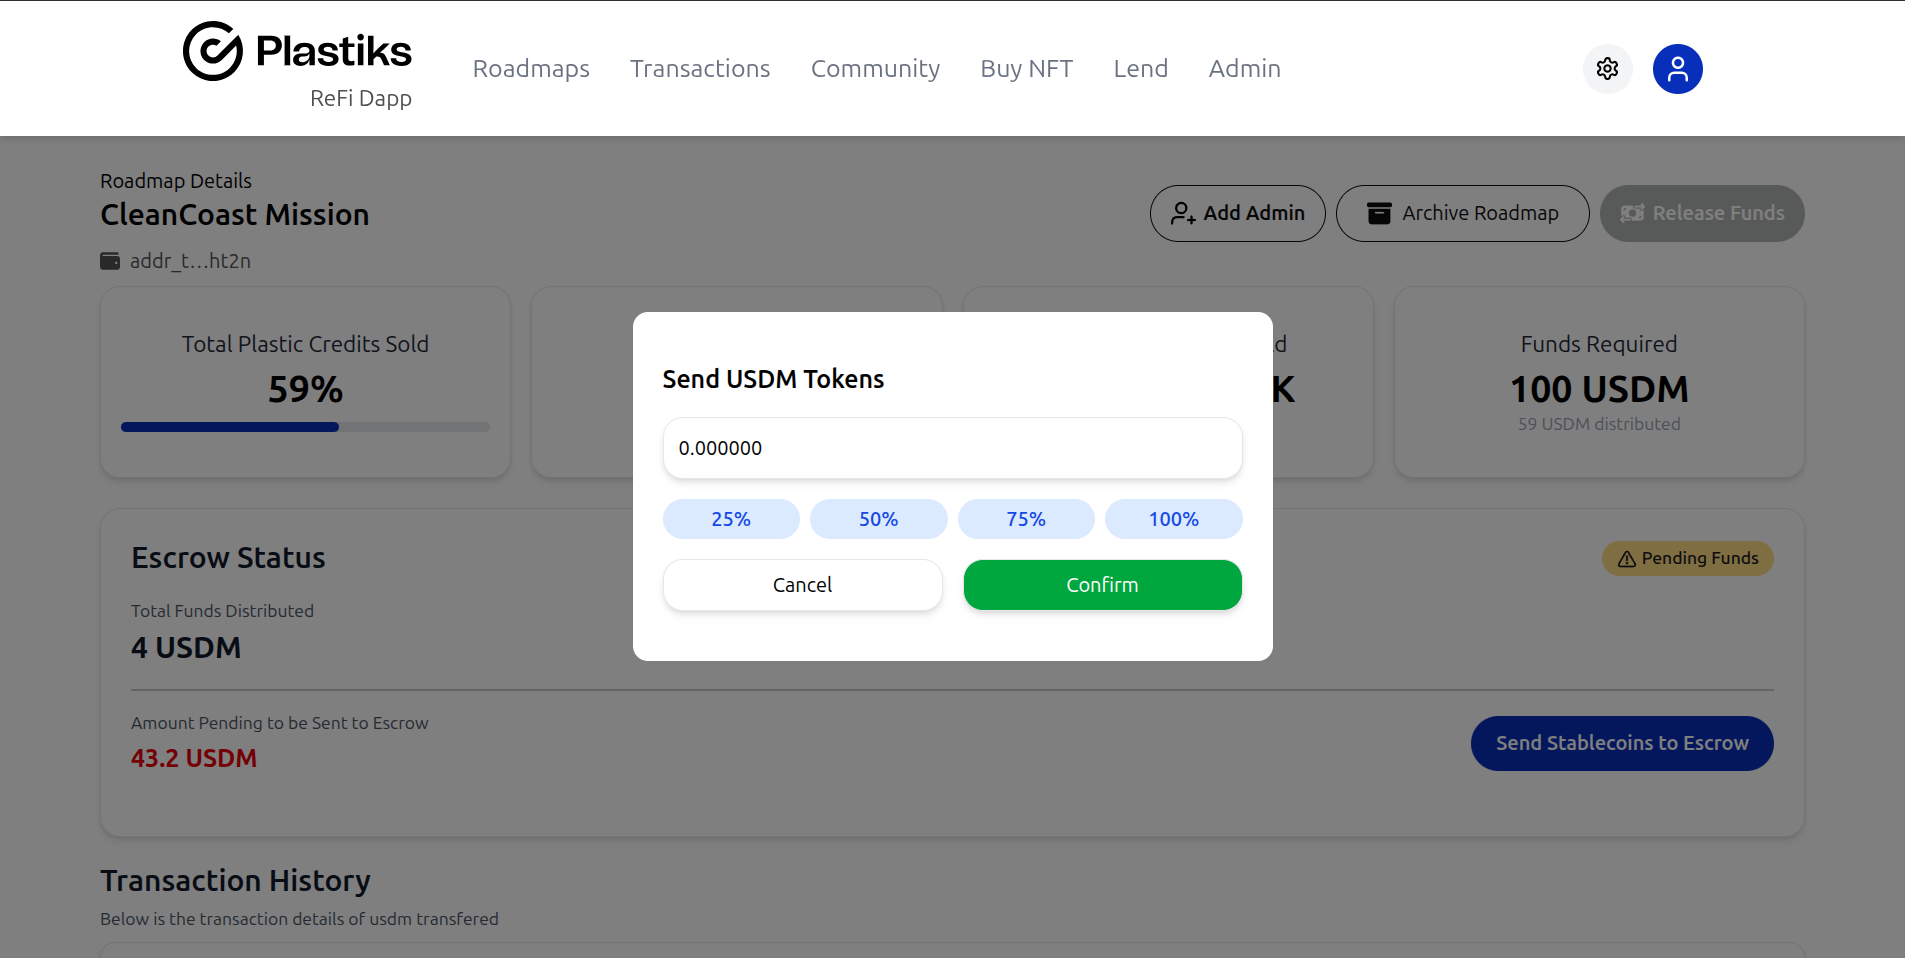 Plastiks
ReFi Dapp
Roadmaps
Transactions
Community
Buy NFT
Lend
Admin
Roadmap Details
CleanCoast Mission
addr_t...ht2n
Add Admin
Archive Roadmap
Release Funds
Total Plastic Credits Sold
59%
d
K
Funds Required
100 USDM
59 USDM distributed
Send USDM Tokens
0.000000
25%
50%
75%
100%
Cancel
Confirm
Escrow Status
Pending Funds
Total Funds Distributed
4 USDM
Amount Pending to be Sent to Escrow
43.2 USDM
Send Stablecoins to Escrow
Transaction History
Below is the transaction details of usdm transfered